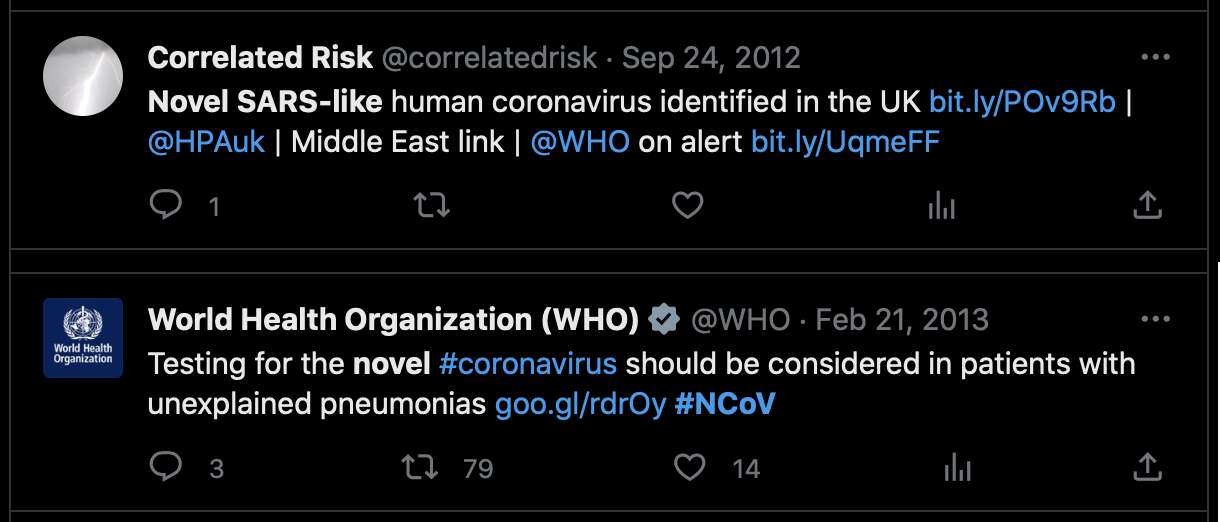 Correlated Risk @correlatedrisk · Sep 24, 2012
Novel SARS-like human coronavirus identified in the UK bit.ly/POv9Rb |
@HPAuk | Middle East link | @WHO on alert bit.ly/UqmeFF
1
World Health Organization (WHO) @WHO · Feb 21, 2013
World Health
Organization
Testing for the novel #coronavirus should be considered in patients with
unexplained pneumonias goo.gl/rdrOy #NCoV
3 79 14